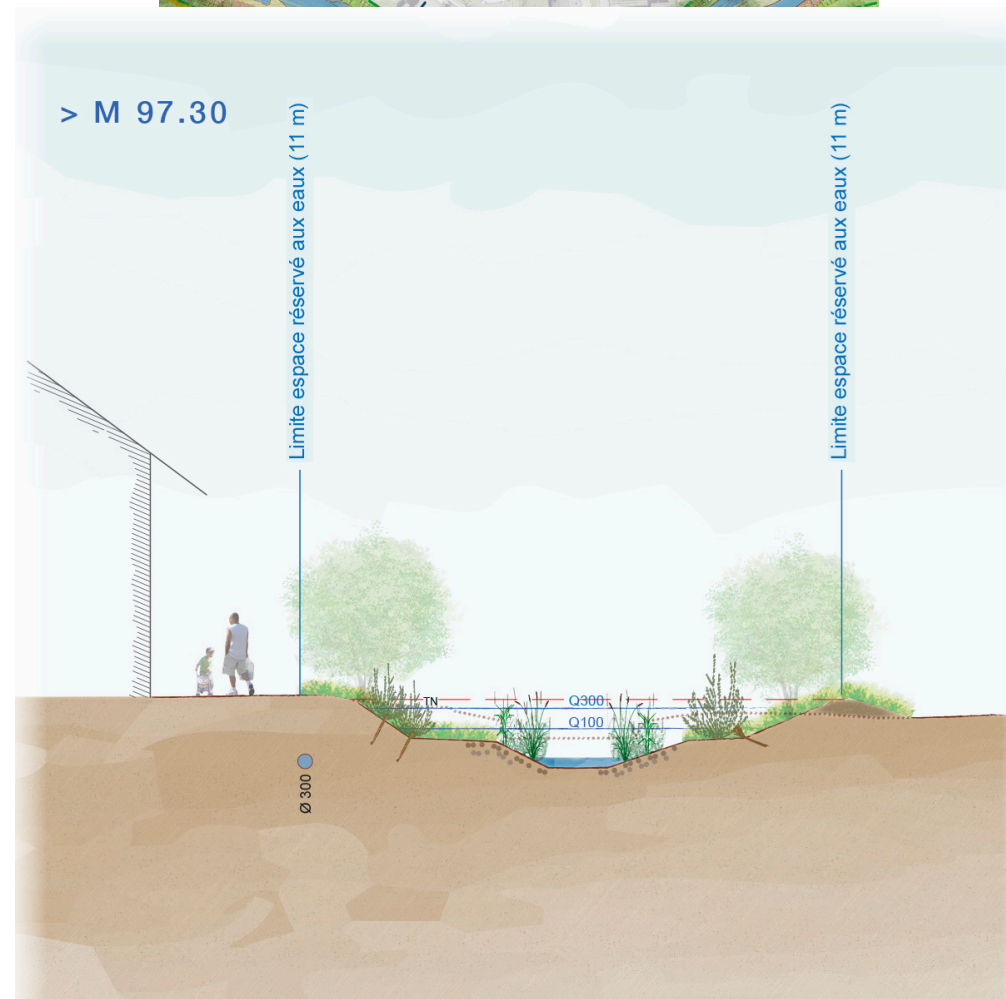 > M 97.30
Limite espace réservé aux eaux (11 m)
Limite espace réservé aux eaux (11 m)
TN
Q300
Q100
Ø 300